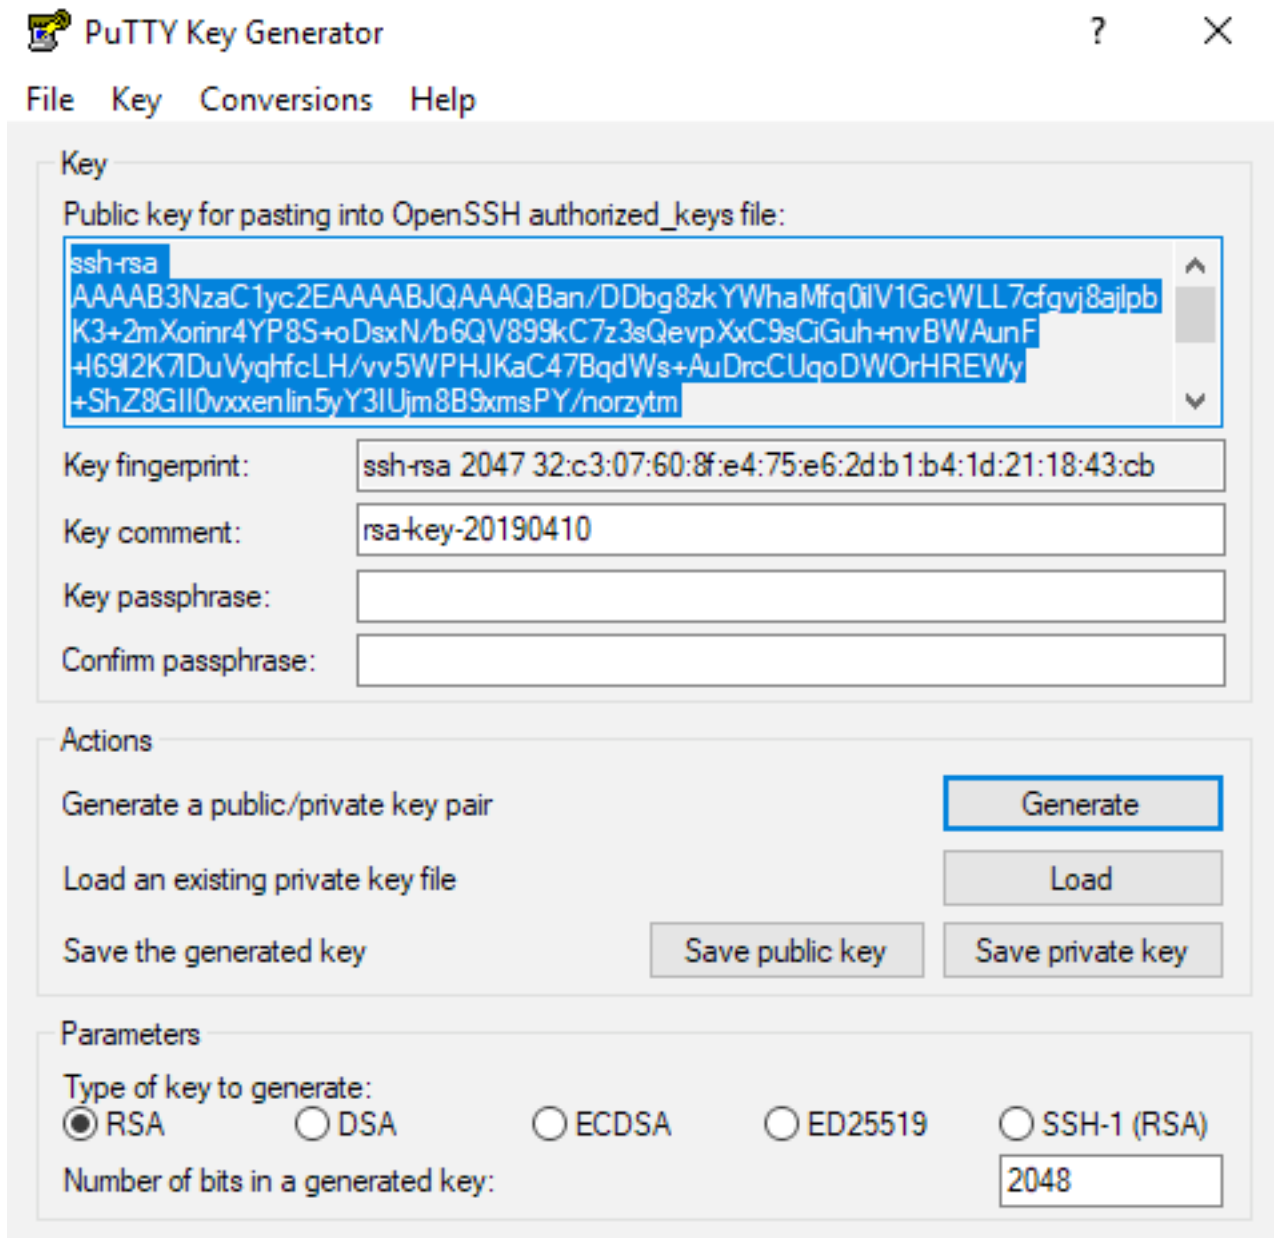 PuTTY Key Generator ? ×
File Key Conversions Help
Key
Public key for pasting into OpenSSH authorized_keys file:
ssh-rsa
AAAAB3NzaC1yc2EAAAABJQAAAQBan/DDbg8zkYWhaMfq0iIV1GcWLL7cfgvj8ajlpb
K3+2mXorinr4YP8S+oDsxN/b6QV899kC7z3sQevpXxC9sCiGuh+nvBWAunF
+I69I2K7lDuVyqhfcLH/vv5WPHJKaC47BqdWs+AuDrcCUqoDWOrHREWy
+ShZ8GII0vxxenlin5yY3IUjm8B9xmsPY/norzytm
Key fingerprint: ssh-rsa 2047 32:c3:07:60:8f:e4:75:e6:2d:b1:b4:1d:21:18:43:cb
Key comment: rsa-key-20190410
Key passphrase:
Confirm passphrase:
Actions
Generate a public/private key pair Generate
Load an existing private key file Load
Save the generated key Save public key Save private key
Parameters
Type of key to generate:
RSA DSA ECDSA ED25519 SSH-1 (RSA)
Number of bits in a generated key: 2048